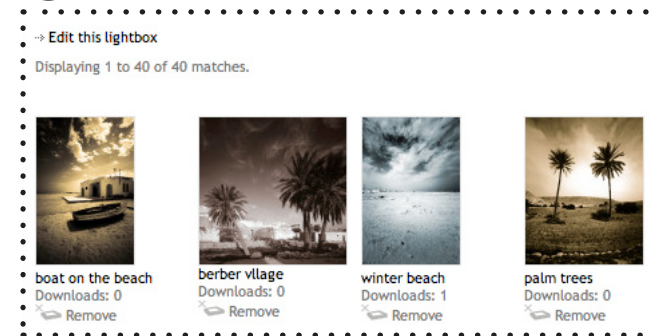 Edit this lightbox
Displaying 1 to 40 of 40 matches.
boat on the beach
Downloads: 0
Remove
berber vllage
Downloads: 0
Remove
winter beach
Downloads: 1
Remove
palm trees
Downloads: 0
Remove